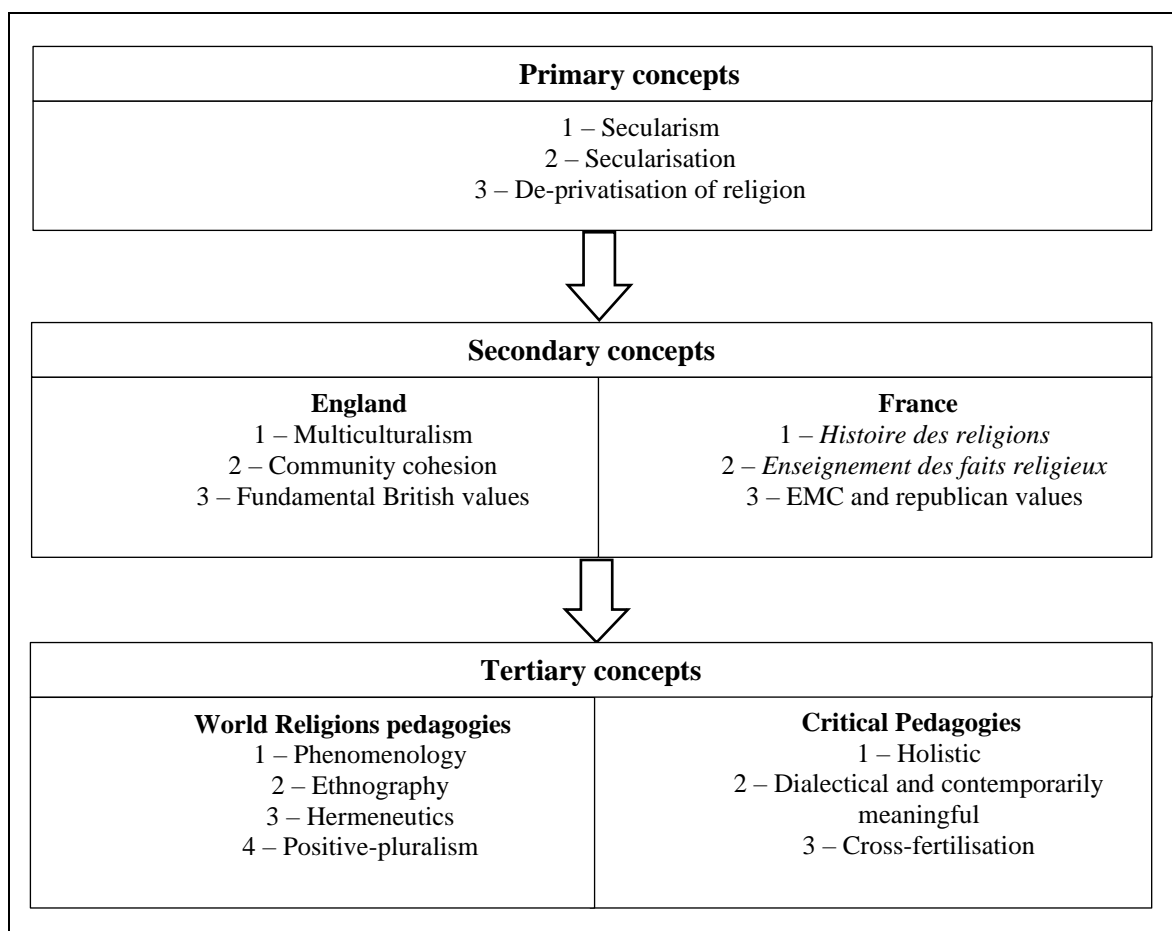 Primary concepts
1 – Secularism
2 – Secularisation
3 – De-privatisation of religion
Secondary concepts
England
1 – Multiculturalism
2 – Community cohesion
3 – Fundamental British values
France
1 – Histoire des religions
2 – Enseignement des faits religieux
3 – EMC and republican values
Tertiary concepts
World Religions pedagogies
1 – Phenomenology
2 – Ethnography
3 – Hermeneutics
4 – Positive-pluralism
Critical Pedagogies
1 – Holistic
2 – Dialectical and contemporarily
meaningful
3 – Cross-fertilisation